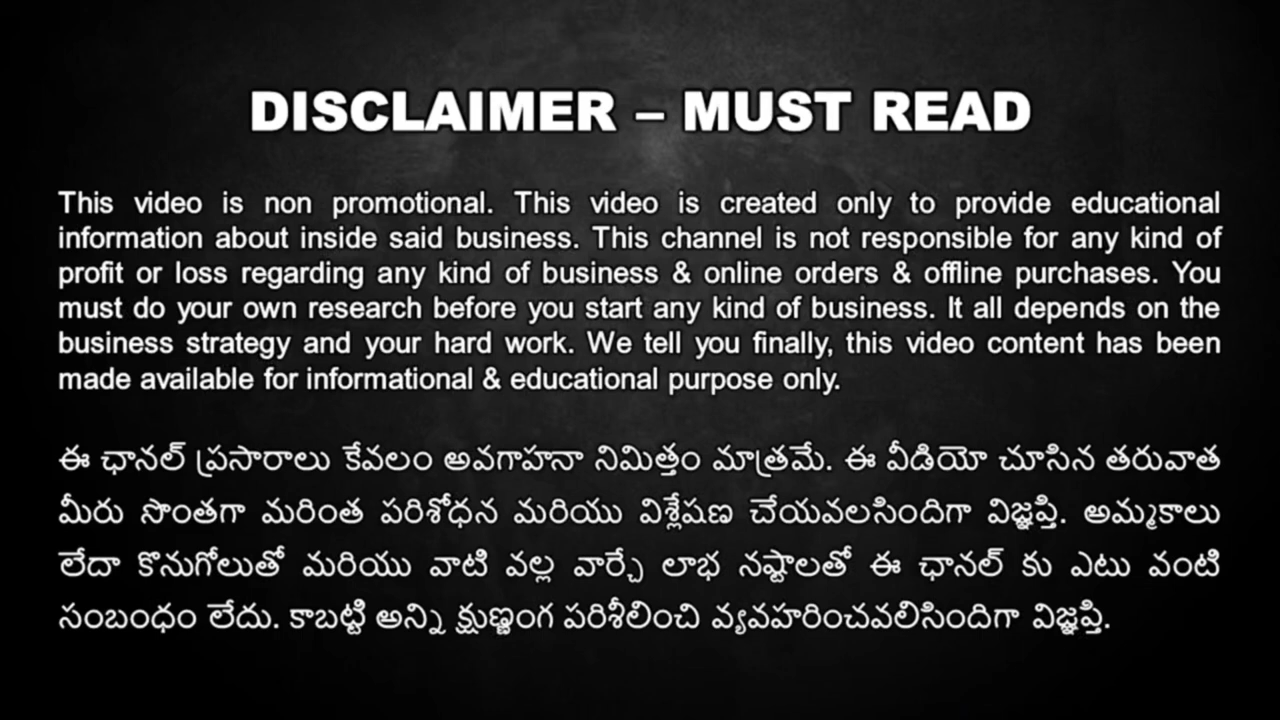 DISCLAIMER – MUST READ
This video is non promotional. This video is created only to provide educational
information about inside said business. This channel is not responsible for any kind of
profit or loss regarding any kind of business & online orders & offline purchases. You
must do your own research before you start any kind of business. It all depends on the
business strategy and your hard work. We tell you finally, this video content has been
made available for informational & educational purpose only.
ఈ ఛానల్ ప్రసారాలు కేవలం అవగాహనా నిమిత్తం మాత్రమే. ఈ వీడియో చూసిన తరువాత
మీరు సొంతగా మరింత పరిశోధన మరియు విశ్లేషణ చేయవలసిందిగా విజ్ఞప్తి. అమ్మకాలు
లేదా కొనుగోలుతో మరియు వాటి వల్ల వార్చే లాభ నష్టాలతో ఈ ఛానల్ కు ఎటు వంటి
సంబంధం లేదు. కాబట్టి అన్ని క్షుణ్ణంగ పరిశీలించి వ్యవహరించవలిసిందిగా విజ్ఞప్తి.